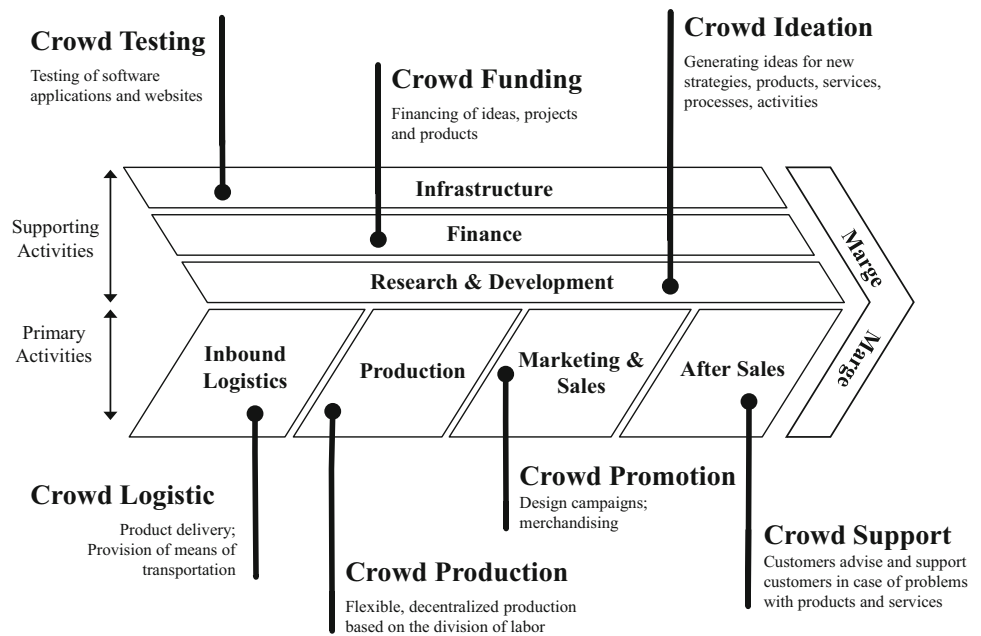 Crowd Testing
Testing of software
applications and websites
Crowd Funding
Financing of ideas, projects
and products
Crowd Ideation
Generating ideas for new
strategies, products, services,
processes, activities
Supporting
Activities
Infrastructure
Finance
Research & Development
Marge
Primary
Activities
Inbound
Logistics
Production
Marketing &
Sales
After Sales
Marge
Crowd Logistic
Product delivery;
Provision of means of
transportation
Crowd Production
Flexible, decentralized production
based on the division of labor
Crowd Promotion
Design campaigns;
merchandising
Crowd Support
Customers advise and support
customers in case of problems
with products and services